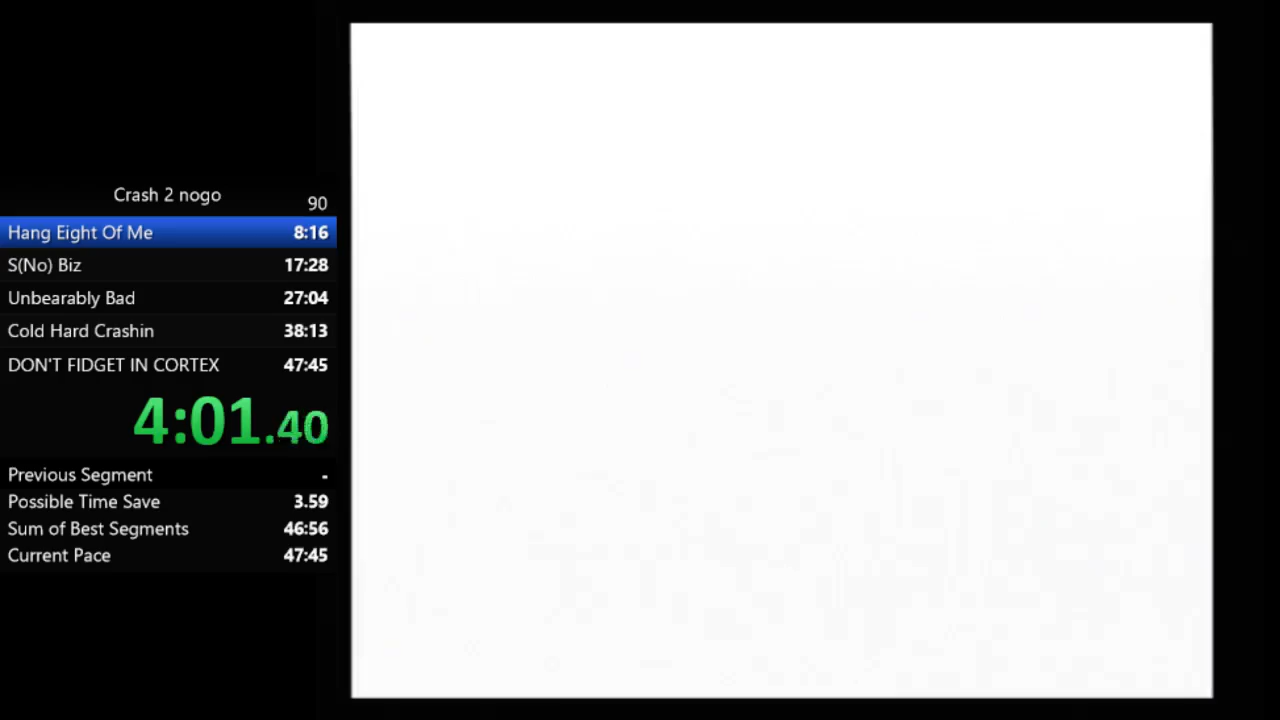 Crash 2 nogo
90
Hang Eight Of Me 8:16
S(No) Biz 17:28
Unbearably Bad 27:04
Cold Hard Crashin 38:13
DON'T FIDGET IN CORTEX 47:45
4:01.40
Previous Segment -
Possible Time Save 3.59
Sum of Best Segments 46:56
Current Pace 47:45